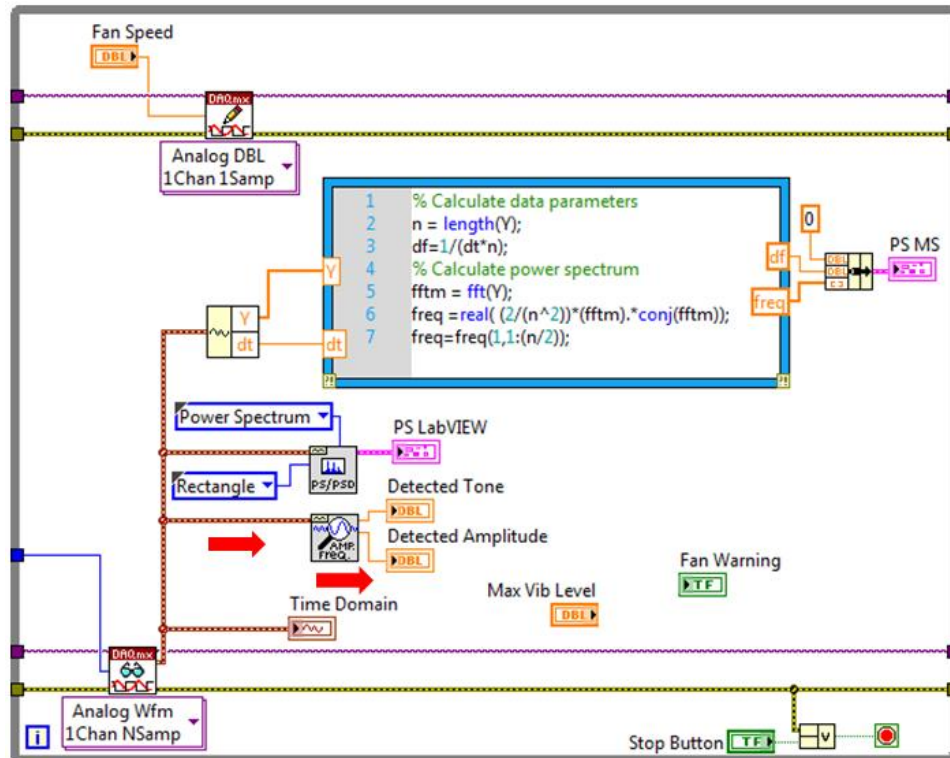 Fan Speed
DBL
DAQmx
Analog DBL
1Chan 1Samp
1 % Calculate data parameters
2 n = length(Y);
3 df=1/(dt*n);
4 % Calculate power spectrum
5 fftm = fft(Y);
6 freq =real( (2/(n^2))*(fftm).*conj(fftm));
7 freq=freq(1,1:(n/2));
Y
dt
Y
dt
df
freq
0
DBL
DBL
PS MS
Power Spectrum
Rectangle
PS/PSD
PS LabVIEW
AMP
Freq.
Detected Tone
DBL
Detected Amplitude
DBL
Time Domain
Max Vib Level
DBL
Fan Warning
TF
DAQmx
Analog Wfm
1Chan NSamp
i
Stop Button
TF
V